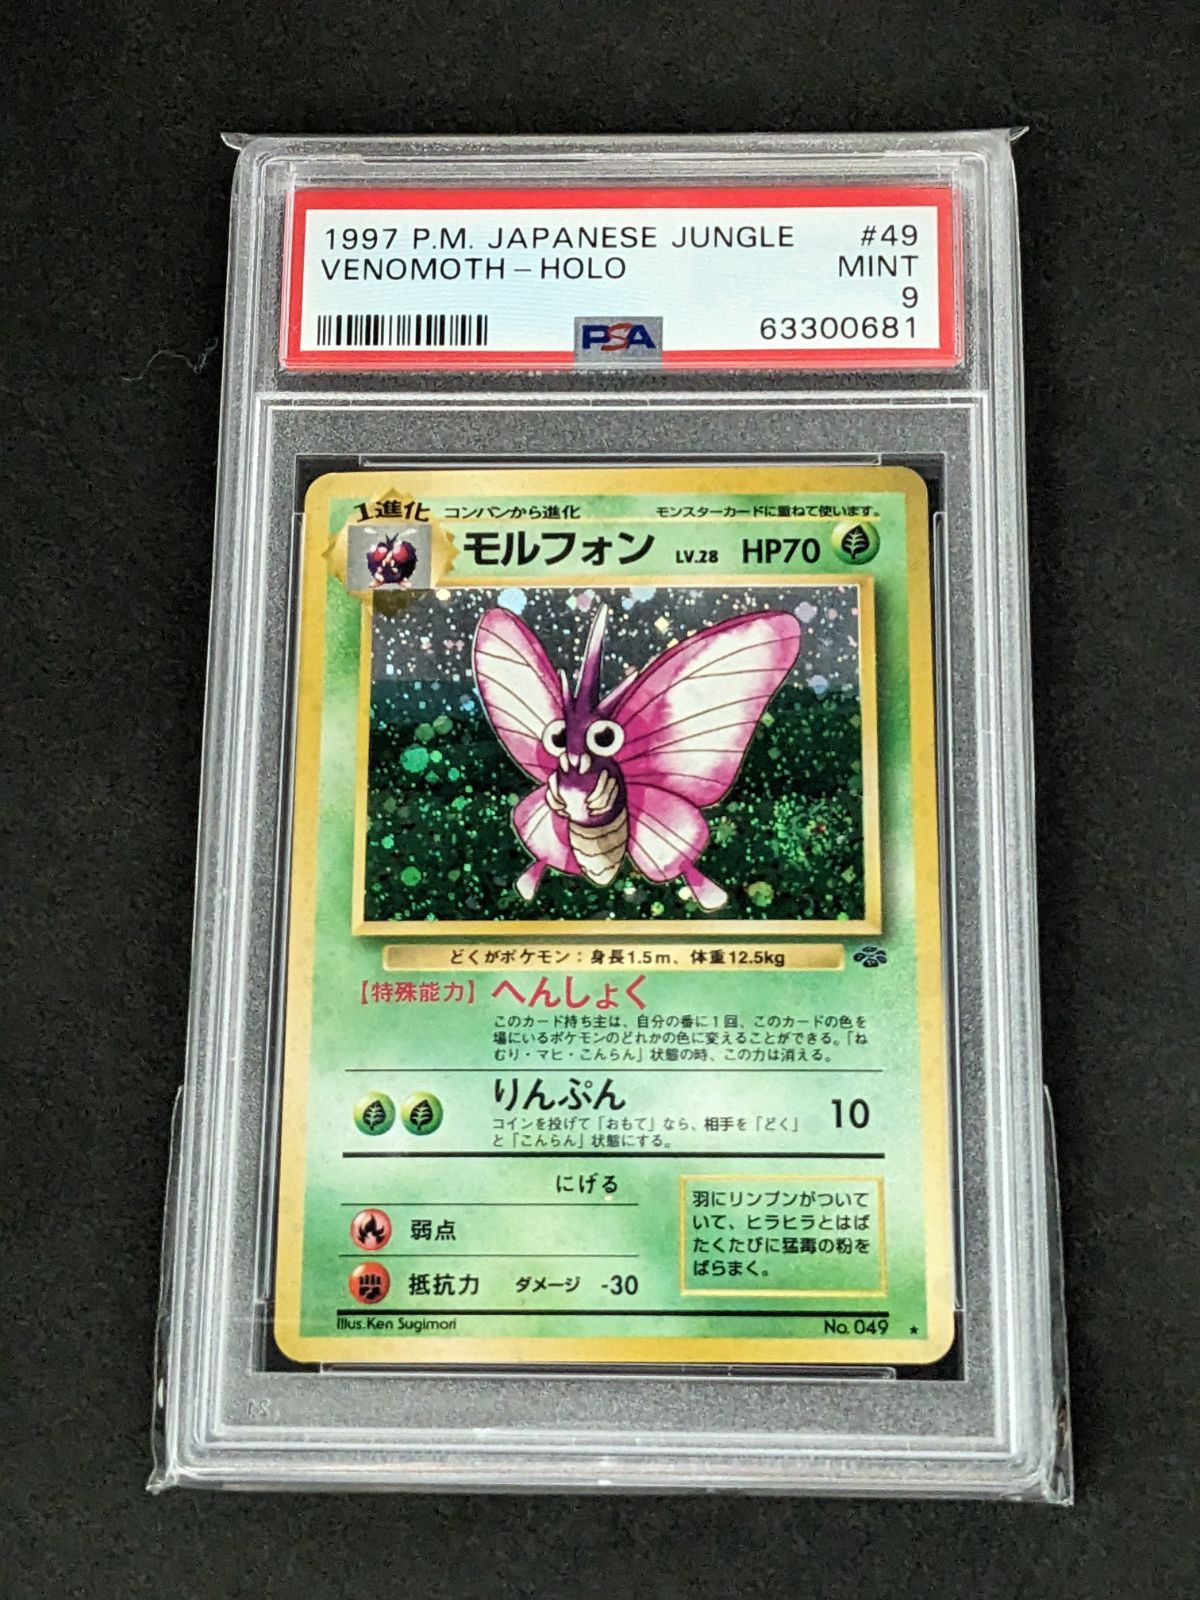 1997 P.M. JAPANESE JUNGLE #49
VENOMOTH - HOLO MINT
9
PSA 63300681
1進化 コンパンから進化 モンスターカードに重ねて使います。
モルフォン LV.28 HP70
どくがポケモン：身長1.5m、体重12.5kg
【特殊能力】へんしょく
このカード持ち主は、自分の番に1回、このカードの色を
場にいるポケモンのどれかの色に変えることができる。「ね
むり・マヒ・こんらん」状態の時、この力は消える。
りんぷん 10
コインを投げて「おもて」なら、相手を「どく」
と「こんらん」状態にする。
にげる
弱点
抵抗力 ダメージ -30
羽にリンプンがついて
いて、ヒラヒラとはば
たくたびに猛毒の粉を
ばらまく。
Illus. Ken Sugimori No. 049 ★